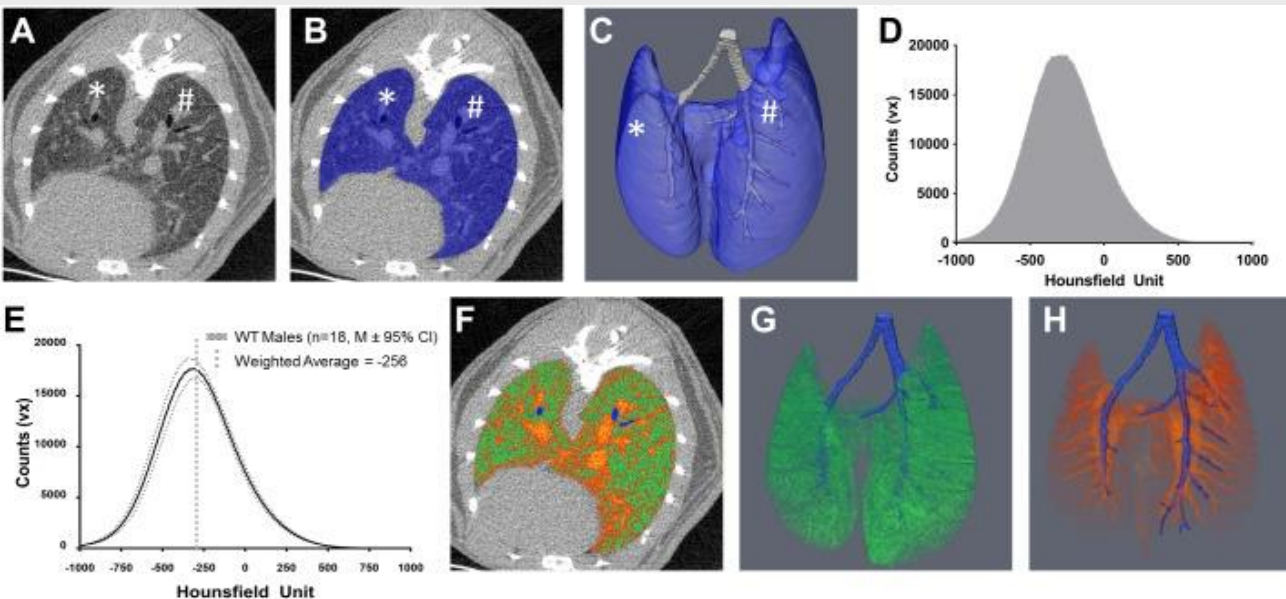 A
*
#
B
*
#
C
*
#
D
20000
15000
10000
5000
0
Counts (vx)
-1000
-500
0
500
1000
Hounsfield Unit
E
WT Males (n=18, M ± 95% CI)
Weighted Average = -256
20000
15000
10000
5000
0
Counts (vx)
-1000
-750
-500
-250
0
250
500
750
1000
Hounsfield Unit
F
G
H